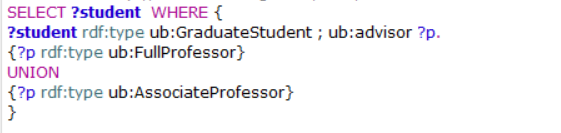 SELECT ?student WHERE {
?student rdf:type ub:GraduateStudent ; ub:advisor ?p.
{?p rdf:type ub:FullProfessor}
UNION
{?p rdf:type ub:AssociateProfessor}
}